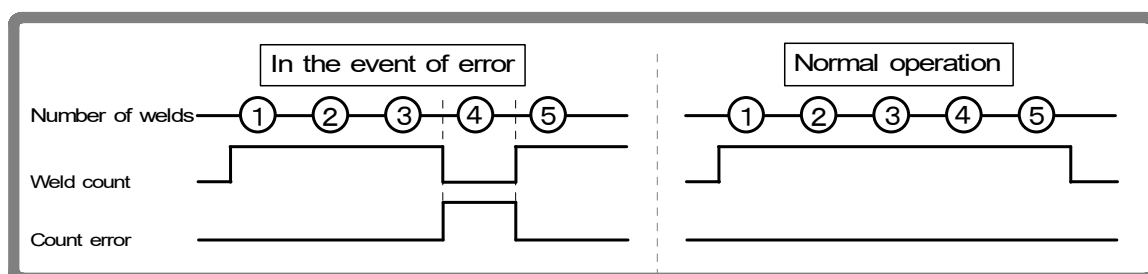 In the event of error
Normal operation
Number of welds ① ② ③ ④ ⑤ ① ② ③ ④ ⑤
Weld count
Count error